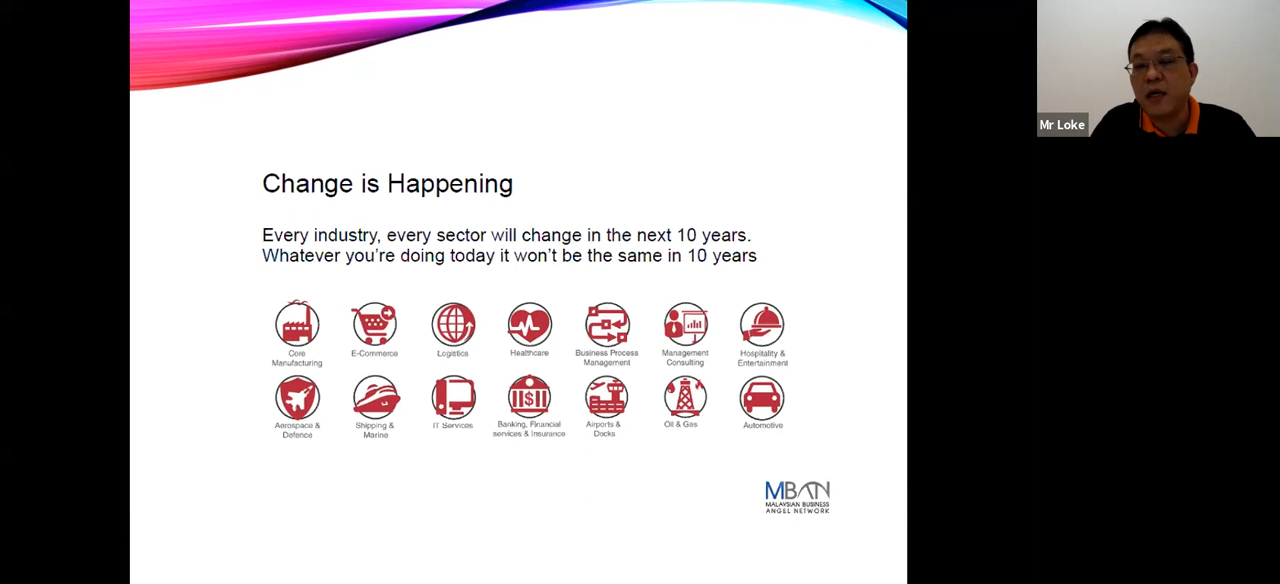 Mr Loke
Change is Happening
Every industry, every sector will change in the next 10 years.
Whatever you're doing today it won't be the same in 10 years
Core
Manufacturing
E-Commerce
Logistics
Healthcare
Business Process
Management
Management
Consulting
Hospitality &
Entertainment
Aerospace &
Defence
Shipping &
Marine
IT Services
$
Banking, Financial
services & Insurance
Airports &
Docks
Oil & Gas
Automotive
MBAN
MALAYSIAN BUSINESS
ANGEL NETWORK